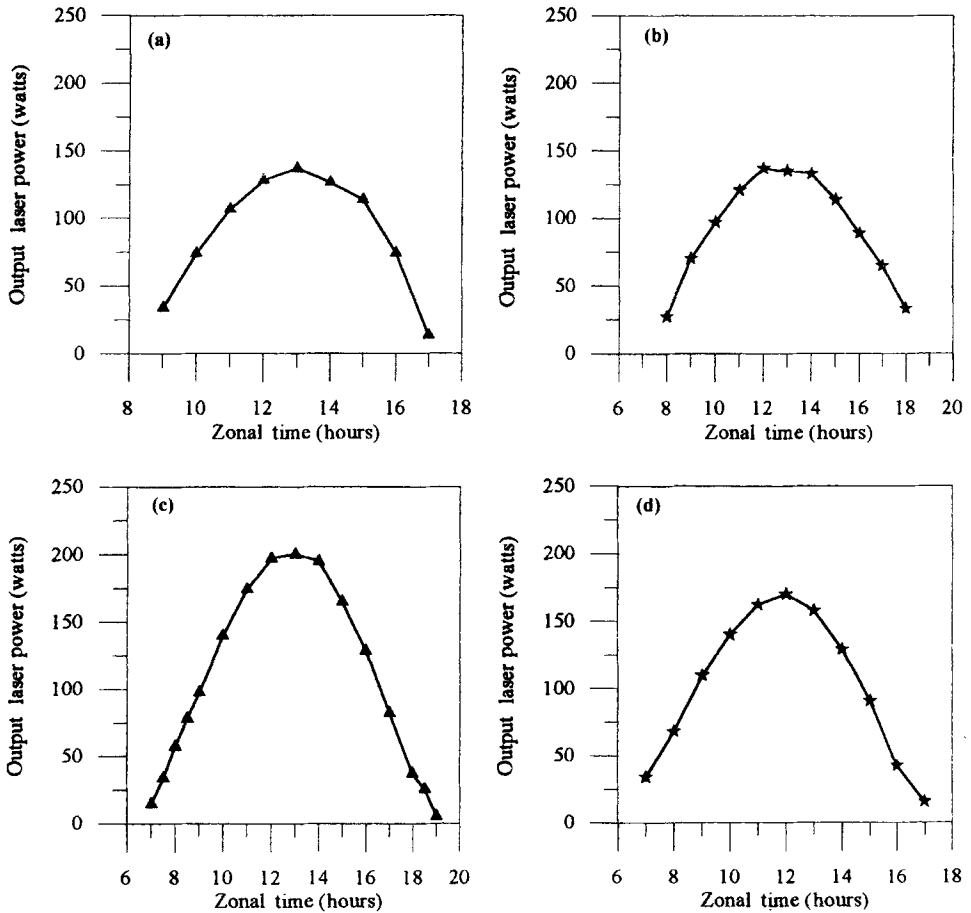 (a)
Output laser power (watts)
250
200
150
100
50
0
8 10 12 14 16 18
Zonal time (hours)
(b)
Output laser power (watts)
250
200
150
100
50
0
6 8 10 12 14 16 18 20
Zonal time (hours)
(c)
Output laser power (watts)
250
200
150
100
50
0
6 8 10 12 14 16 18 20
Zonal time (hours)
(d)
Output laser power (watts)
250
200
150
100
50
0
6 8 10 12 14 16 18
Zonal time (hours)